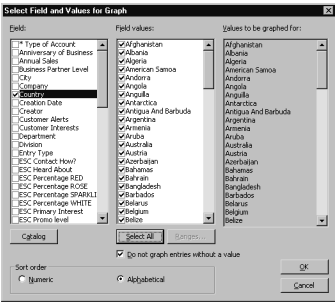 Select Field and Values for Graph
Field:
* Type of Account
Anniversary of Business
Annual Sales
Business Partner Level
City
Company
Country
Creation Date
Creator
Customer Alerts
Customer Interests
Department
Division
Entry Type
ESC Contact How?
ESC Heard About
ESC Percentage RED
ESC Percentage ROSE
ESC Percentage SPARKLI
ESC Percentage WHITE
ESC Primary Interest
ESC Promo level
Catalog
Field values:
Afghanistan
Albania
Algeria
American Samoa
Andorra
Angola
Anguilla
Antarctica
Antigua And Barbuda
Argentina
Armenia
Aruba
Australia
Austria
Azerbaijan
Bahamas
Bahrain
Bangladesh
Barbados
Belarus
Belgium
Belize
Select All
Ranges...
Do not graph entries without a value
Values to be graphed for:
Afghanistan
Albania
Algeria
American Samoa
Andorra
Angola
Anguilla
Antarctica
Antigua And Barbuda
Argentina
Armenia
Aruba
Australia
Austria
Azerbaijan
Bahamas
Bahrain
Bangladesh
Barbados
Belarus
Belgium
Belize
Sort order
Numeric
Alphabetical
OK
Cancel